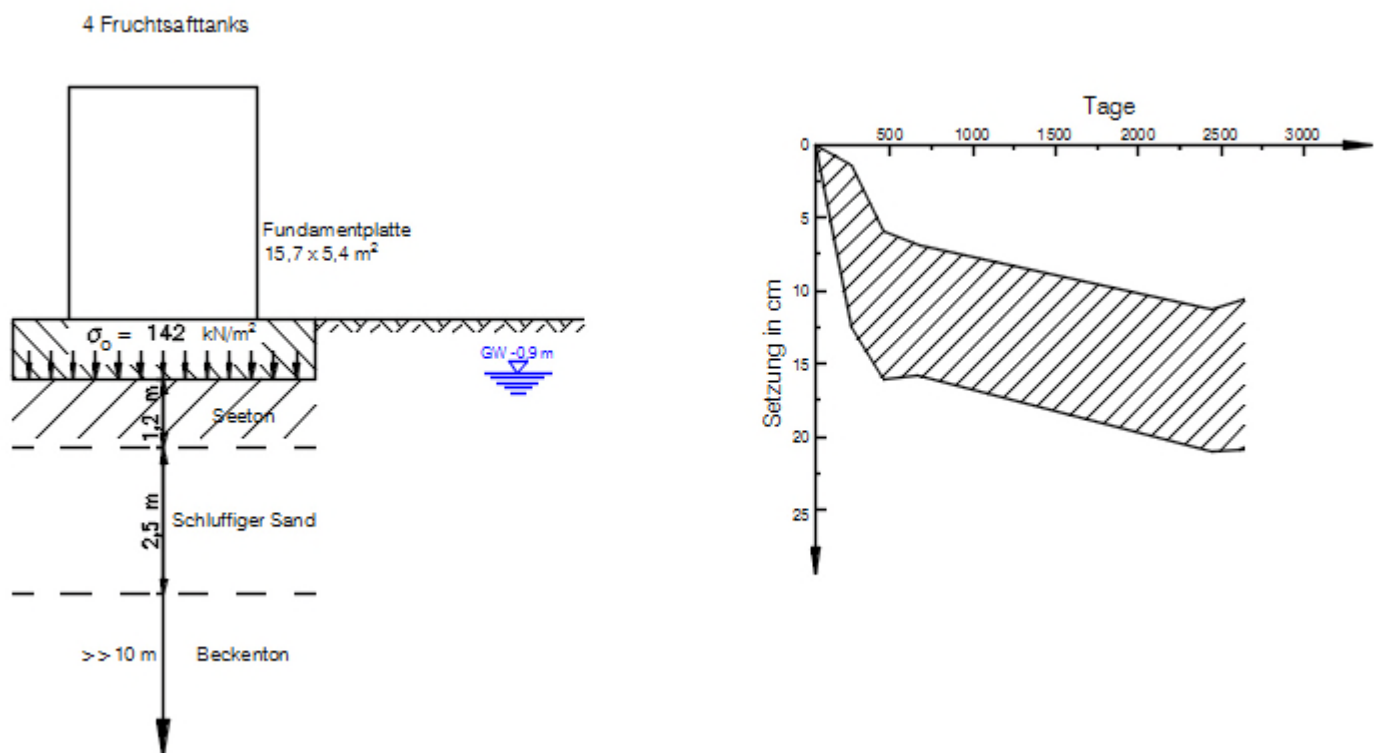 4 Fruchtsafttanks
Fundamentplatte
15,7 x 5,4 m²
σo = 142 kN/m²
GW -0,9 m
1,2 m
Seeton
2,5 m
Schluffiger Sand
>> 10 m
Beckenton
Tage
500 1000 1500 2000 2500 3000
0
5
10
15
20
25
Setzung in cm